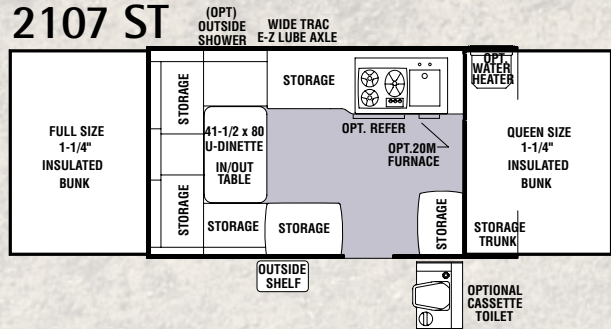 2107 ST
(OPT)
OUTSIDE
SHOWER
WIDE TRAC
E-Z LUBE AXLE
FULL SIZE
1-1/4"
INSULATED
BUNK
STORAGE
STORAGE
STORAGE
41-1/2 x 80
U-DINETTE
IN/OUT
TABLE
STORAGE
STORAGE
OPT. REFER
OPT.20M
FURNACE
STORAGE
OPT.
WATER
HEATER
QUEEN SIZE
1-1/4"
INSULATED
BUNK
STORAGE
TRUNK
OUTSIDE
SHELF
OPTIONAL
CASSETTE
TOILET